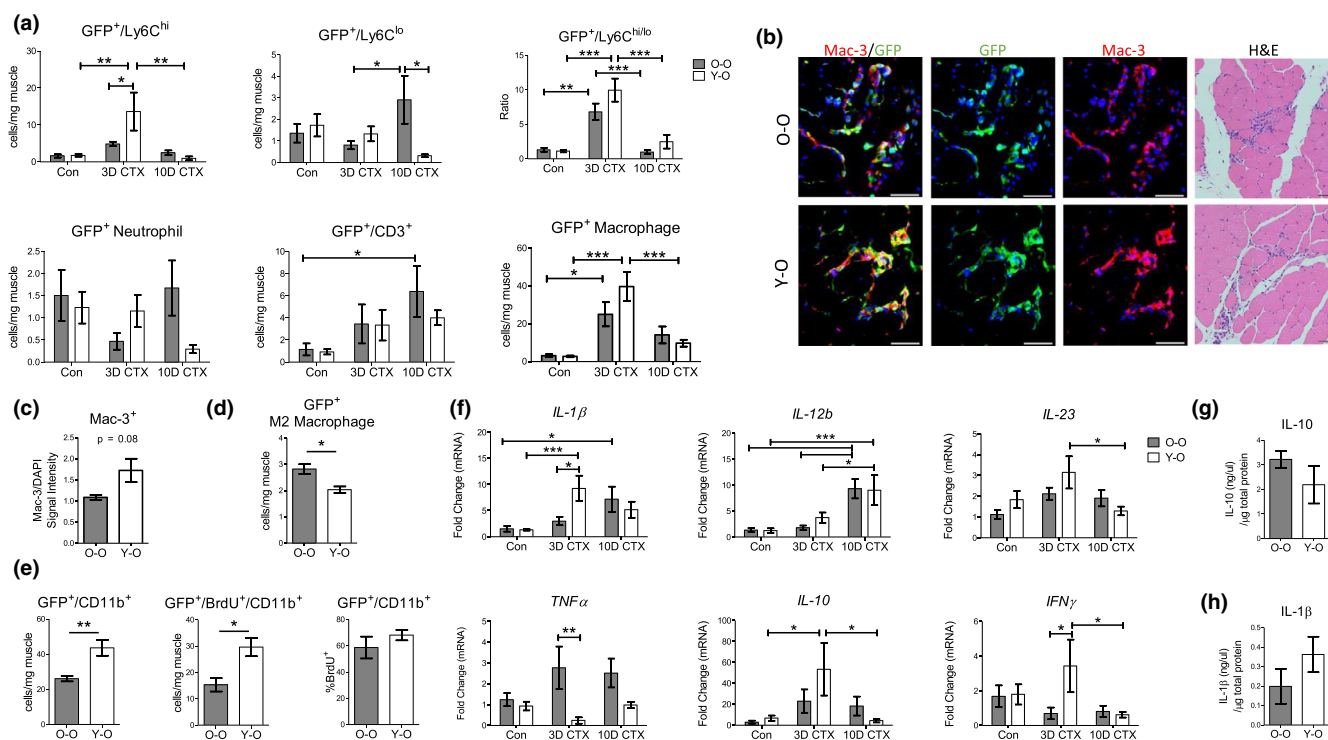 (a)
GFP⁺/Ly6Cʰⁱ
cells/mg muscle
30
20
10
0
** **
*
Con 3D CTX 10D CTX
GFP⁺/Ly6Cˡᵒ
cells/mg muscle
5
4
3
2
1
0
* *
Con 3D CTX 10D CTX
GFP⁺/Ly6Cʰⁱ/ˡᵒ
Ratio
15
10
5
0
*** ***
***
**
Con 3D CTX 10D CTX
O-O
Y-O
GFP⁺ Neutrophil
cells/mg muscle
2.5
2.0
1.5
1.0
0.5
0.0
Con 3D CTX 10D CTX
GFP⁺/CD3⁺
cells/mg muscle
10
8
6
4
2
0
*
Con 3D CTX 10D CTX
GFP⁺ Macrophage
cells/mg muscle
60
40
20
0
*** ***
*
Con 3D CTX 10D CTX
(b)
Mac-3/GFP GFP Mac-3 H&E
O-O
Y-O
(c)
Mac-3⁺
p = 0.08
Mac-3/DAPI
Signal Intensity
2.5
2.0
1.5
1.0
0.5
0.0
O-O Y-O
(d)
GFP⁺
M2 Macrophage
cells/mg muscle
4
3
2
1
0
*
O-O Y-O
(e)
GFP⁺/CD11b⁺
cells/mg muscle
60
40
20
0
**
O-O Y-O
GFP⁺/BrdU⁺/CD11b⁺
cells/mg muscle
40
30
20
10
0
*
O-O Y-O
GFP⁺/CD11b⁺
%BrdU⁺
80
60
40
20
0
O-O Y-O
(f)
IL-1β
Fold Change (mRNA)
20
15
10
5
0
*
***
*
Con 3D CTX 10D CTX
IL-12b
Fold Change (mRNA)
20
15
10
5
0
***
*
Con 3D CTX 10D CTX
IL-23
Fold Change (mRNA)
5
4
3
2
1
0
*
Con 3D CTX 10D CTX
O-O
Y-O
TNFα
Fold Change (mRNA)
5
4
3
2
1
0
**
Con 3D CTX 10D CTX
IL-10
Fold Change (mRNA)
100
80
60
40
20
0
* *
Con 3D CTX 10D CTX
IFNγ
Fold Change (mRNA)
6
4
2
0
* *
Con 3D CTX 10D CTX
(g)
IL-10
IL-10 (ng/ul)
/µg total protein
4
3
2
1
0
O-O Y-O
(h)
IL-1β
IL-1β (ng/ul)
/µg total protein
0.6
0.4
0.2
0.0
O-O Y-O